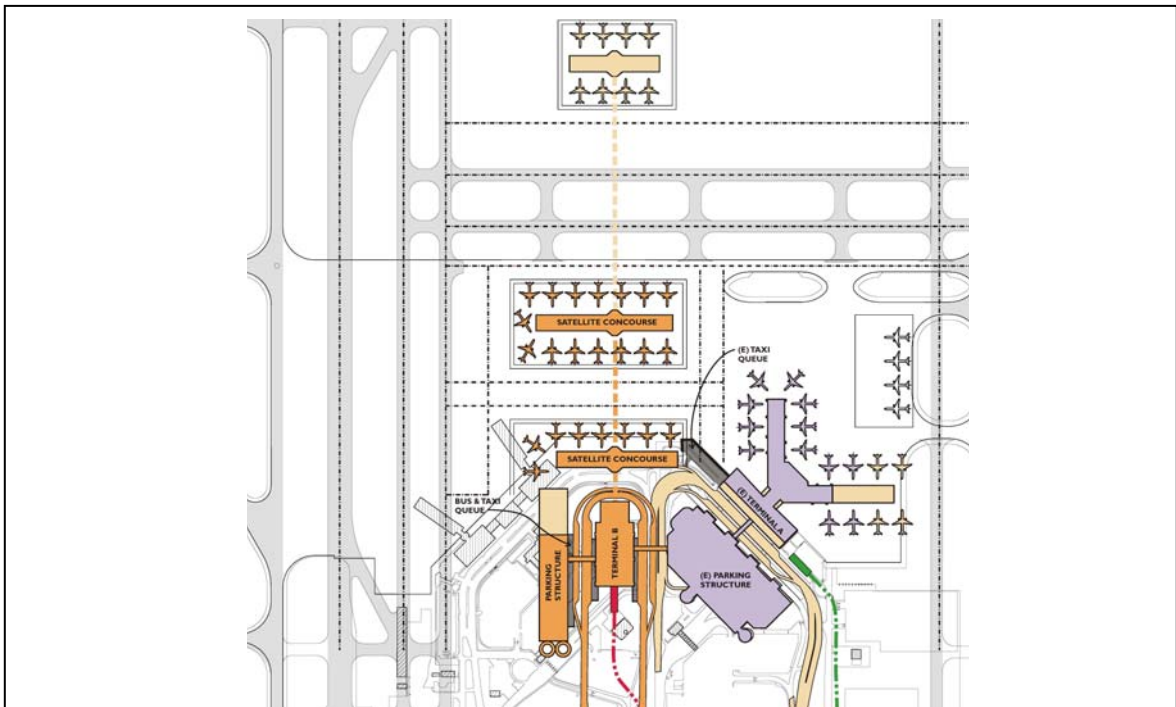 SATELLITE CONCOURSE
(E) TAXI
QUEUE
SATELLITE CONCOURSE
BUS & TAXI
QUEUE
(E) TERMINAL A
TERMINAL B
PARKING
STRUCTURE
(E) PARKING
STRUCTURE